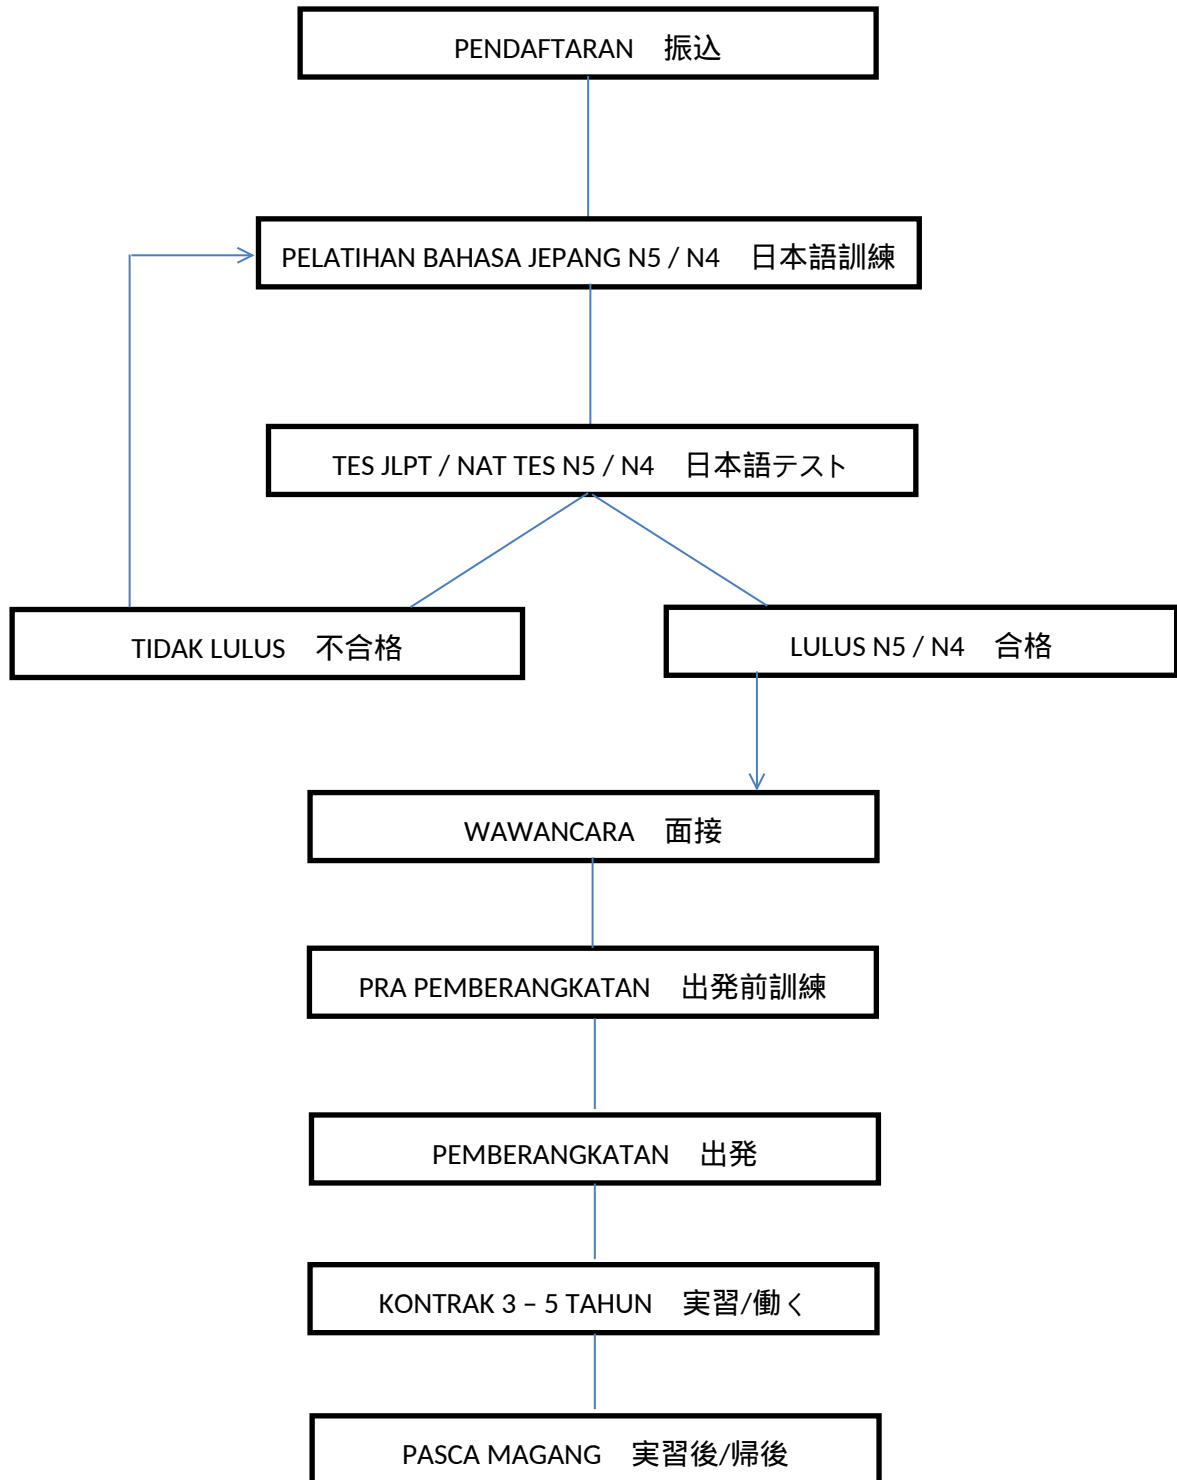 PENDAFTARAN　振込
PELATIHAN BAHASA JEPANG N5 / N4　日本語訓練
TES JLPT / NAT TES N5 / N4　日本語テスト
TIDAK LULUS　不合格
LULUS N5 / N4　合格
WAWANCARA　面接
PRA PEMBERANGKATAN　出発前訓練
PEMBERANGKATAN　出発
KONTRAK 3 – 5 TAHUN　実習/働く
PASCA MAGANG　実習後/帰後